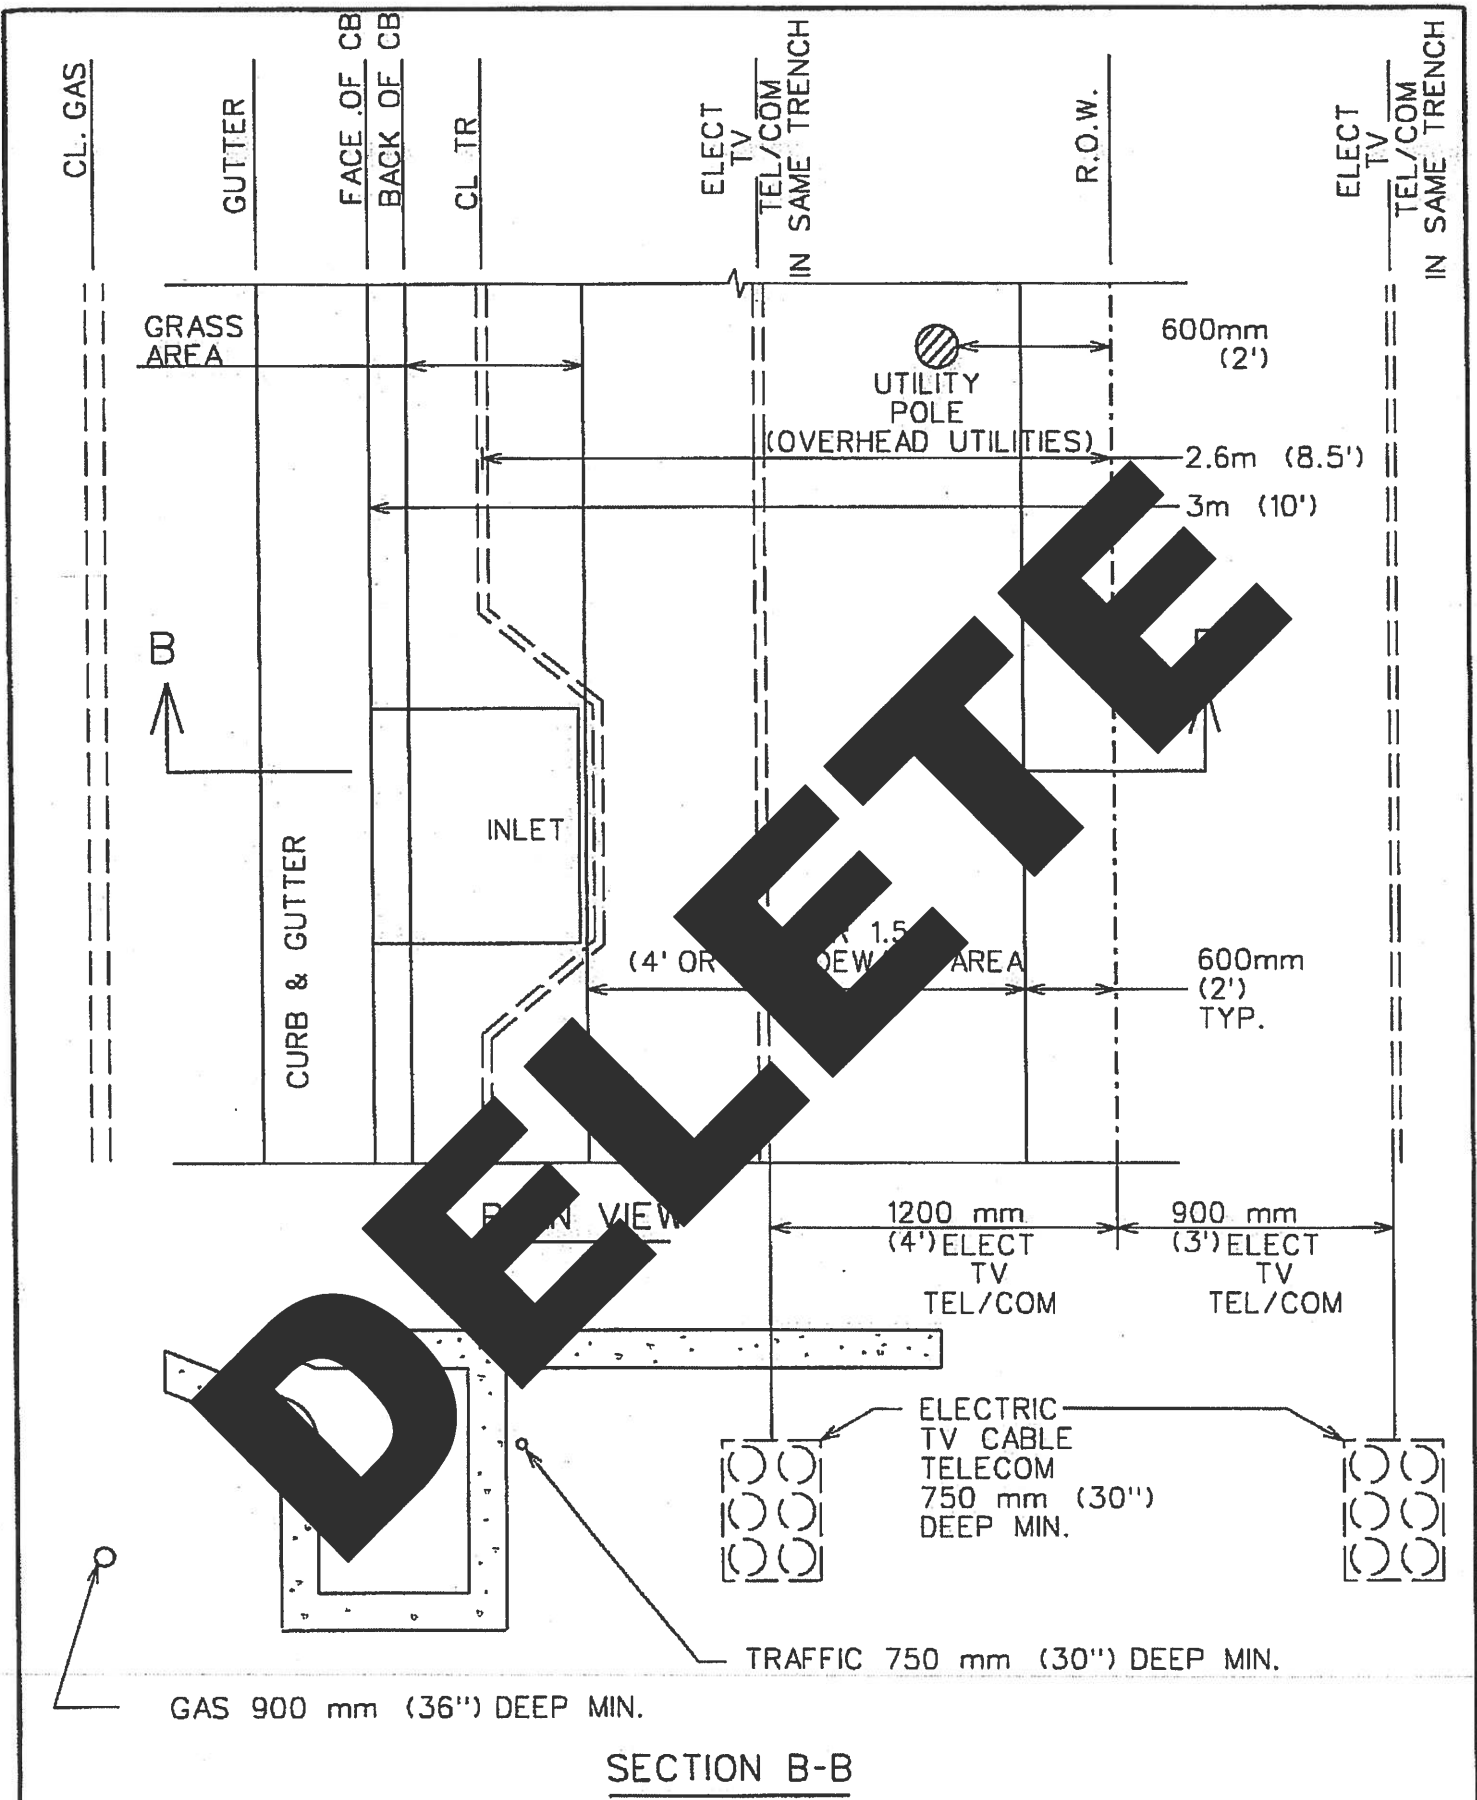 CL. GAS
GUTTER
FACE OF CB
BACK OF CB
CL TR
ELECT
TV
TEL/COM
IN SAME TRENCH
R.O.W.
ELECT
TV
TEL/COM
IN SAME TRENCH
GRASS
AREA
600mm
(2')
UTILITY
POLE
(OVERHEAD UTILITIES)
2.6m (8.5')
3m (10')
B
INLET
CURB & GUTTER
1.5
(4' OR AREA
600mm
(2')
TYP.
DELETE
VIEW
1200 mm
(4') ELECT
TV
TEL/COM
900 mm
(3') ELECT
TV
TEL/COM
ELECTRIC
TV CABLE
TELECOM
750 mm (30")
DEEP MIN.
TRAFFIC 750 mm (30") DEEP MIN.
GAS 900 mm (36") DEEP MIN.
SECTION B-B